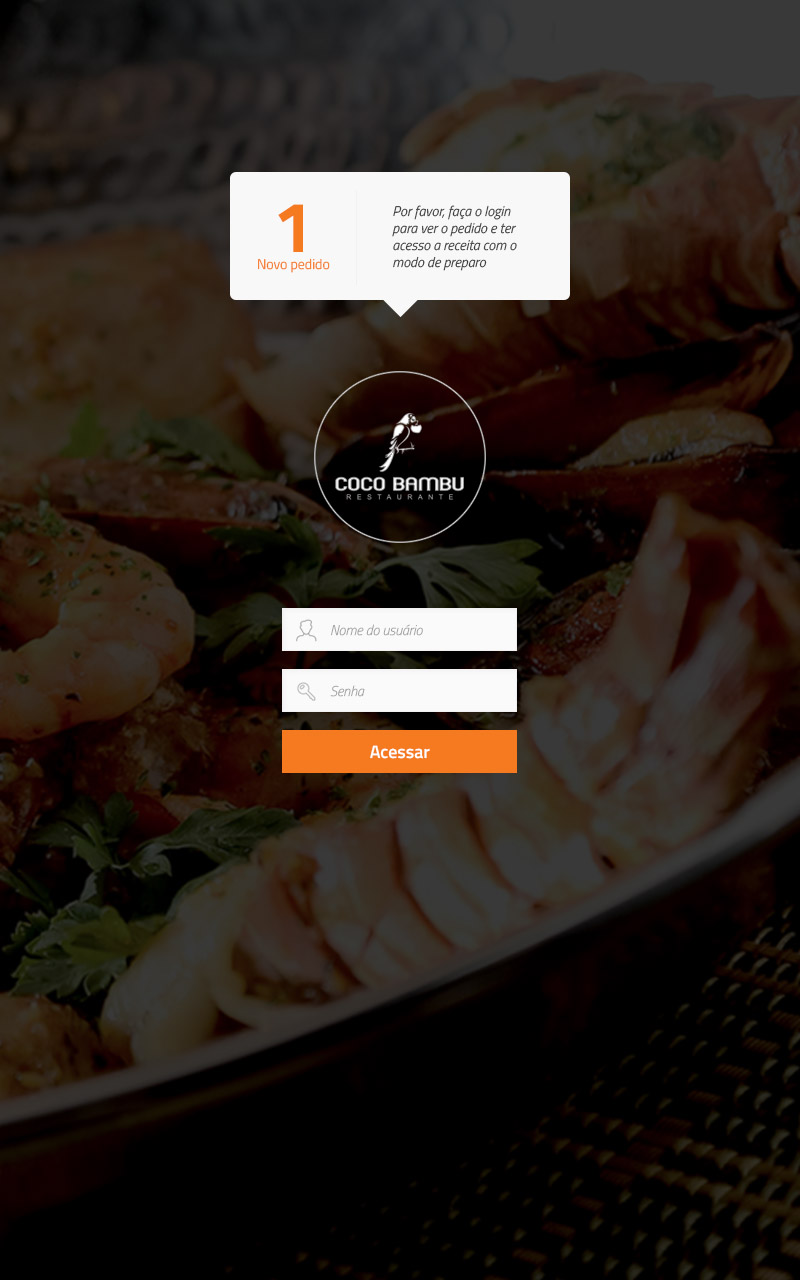 1
Novo pedido
Por favor, faça o login
para ver o pedido e ter
acesso a receita com o
modo de preparo
COCO BAMBU
RESTAURANTE
Nome do usuário
Senha
Acessar